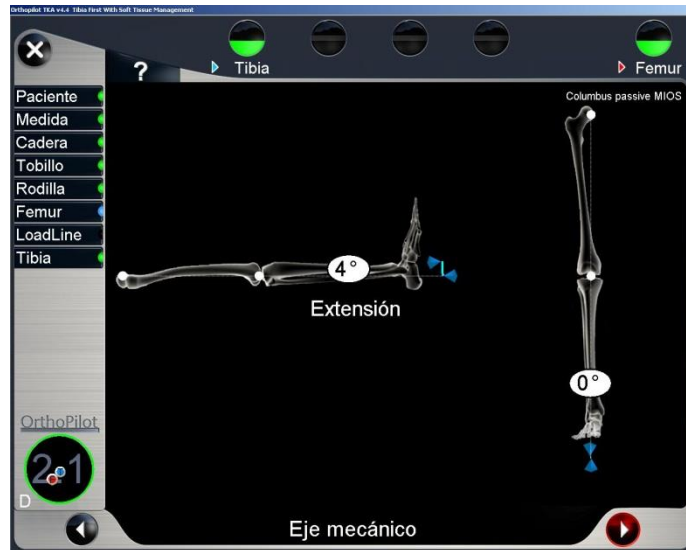 Orthopilot TKA v4.4 Tibia First With Soft Tissue Management
?
Tibia
Femur
Columbus passive MIOS
Paciente
Medida
Cadera
Tobillo
Rodilla
Femur
LoadLine
Tibia
4°
Extensión
0°
OrthoPilot
2.1
D
Eje mecánico